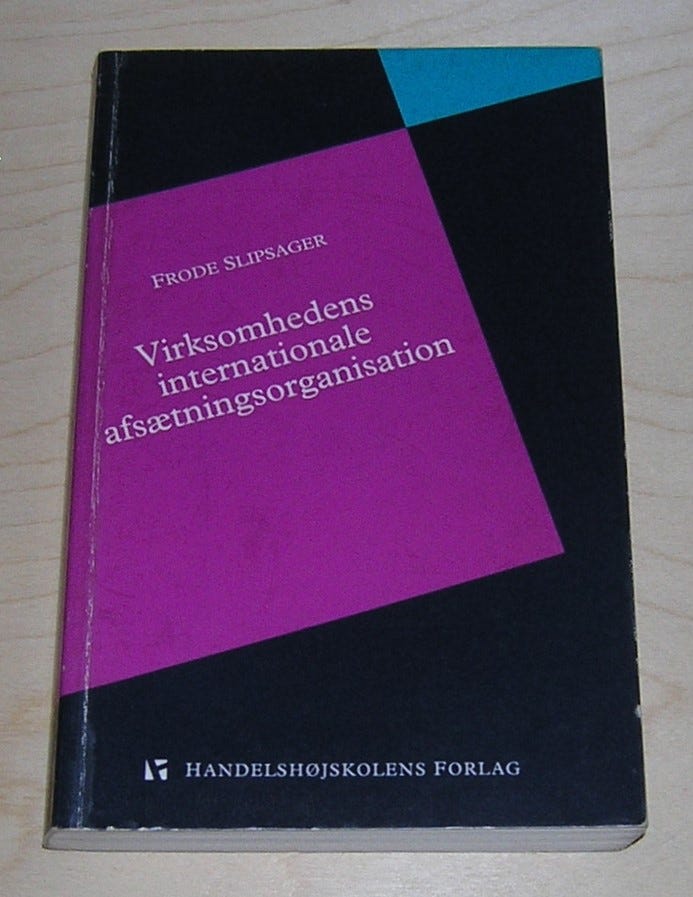 FRODE SLIPSAGER
Virksomhedens
internationale
afsætningsorganisation
HANDELSHØJSKOLENS FORLAG